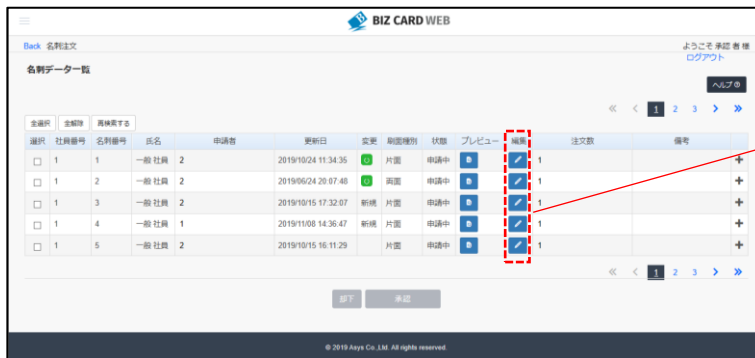 BIZ CARD WEB
Back 名刺注文
ようこそ 承認 者 様
ログアウト
名刺データ一覧
ヘルプ
« < 1 2 3 > »
全選択 全解除 再検索する
選択 社員番号 名刺番号 氏名 申請者 更新日 変更 刷面種別 状態 プレビュー 編集 注文数 備考
1 1 一般 社員 2 2019/10/24 11:34:35 片面 申請中 1 +
1 2 一般 社員 2 2019/06/24 20:07:48 両面 申請中 1 +
1 3 一般 社員 2 2019/10/15 17:32:07 新規 片面 申請中 1 +
1 4 一般 社員 1 2019/11/08 14:36:47 新規 片面 申請中 1 +
1 5 一般 社員 2 2019/10/15 16:11:29 片面 申請中 1 +
« < 1 2 3 > »
却下 承認
© 2019 Asys Co.,Ltd. All rights reserved.